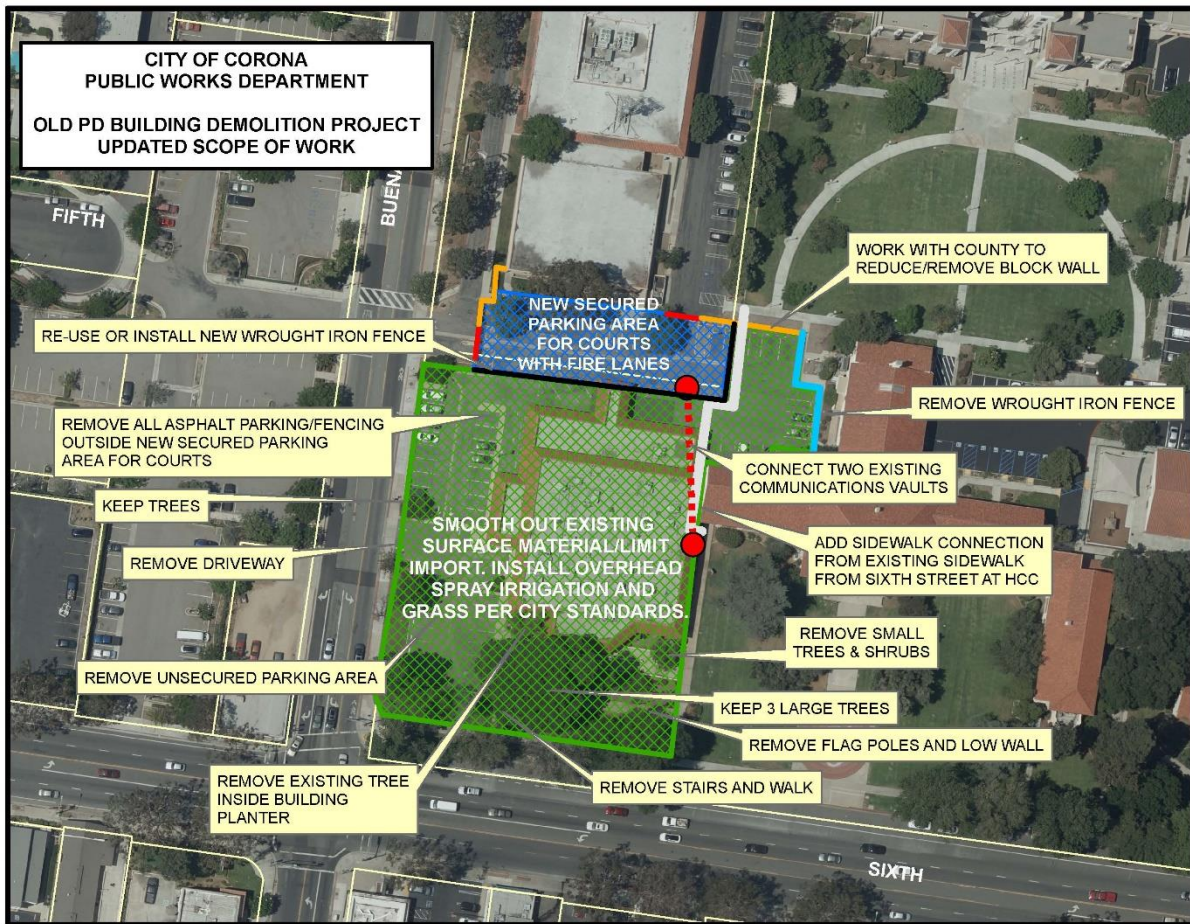 CITY OF CORONA
PUBLIC WORKS DEPARTMENT
OLD PD BUILDING DEMOLITION PROJECT
UPDATED SCOPE OF WORK
FIFTH
BUENA
WORK WITH COUNTY TO
REDUCE/REMOVE BLOCK WALL
NEW SECURED
PARKING AREA
FOR COURTS
WITH FIRE LANES
RE-USE OR INSTALL NEW WROUGHT IRON FENCE
REMOVE WROUGHT IRON FENCE
REMOVE ALL ASPHALT PARKING/FENCING
OUTSIDE NEW SECURED PARKING
AREA FOR COURTS
CONNECT TWO EXISTING
COMMUNICATIONS VAULTS
KEEP TREES
SMOOTH OUT EXISTING
SURFACE MATERIAL/LIMIT
IMPORT. INSTALL OVERHEAD
SPRAY IRRIGATION AND
GRASS PER CITY STANDARDS.
ADD SIDEWALK CONNECTION
FROM EXISTING SIDEWALK
FROM SIXTH STREET AT HCC
REMOVE DRIVEWAY
REMOVE SMALL
TREES & SHRUBS
REMOVE UNSECURED PARKING AREA
KEEP 3 LARGE TREES
REMOVE FLAG POLES AND LOW WALL
REMOVE EXISTING TREE
INSIDE BUILDING
PLANTER
REMOVE STAIRS AND WALK
SIXTH